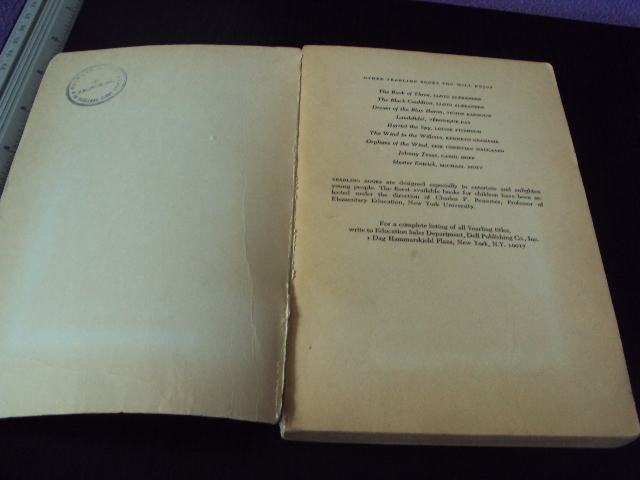 OTHER YEARLING BOOKS YOU WILL ENJOY
The Book of Three, LLOYD ALEXANDER
The Black Cauldron, LLOYD ALEXANDER
Dream of the Blue Heron, VICTOR BARNOUW
Landslide!, VÉRONIQUE DAY
Harriet the Spy, LOUISE FITZHUGH
The Wind in the Willows, KENNETH GRAHAME
Orphans of the Wind, ERIK CHRISTIAN HAUGAARD
Johnny Texas, CAROL HOFF
Master Entrick, MICHAEL MOTT
YEARLING BOOKS are designed especially to entertain and enlighten
young people. The finest available books for children have been se-
lected under the direction of Charles F. Reasoner, Professor of
Elementary Education, New York University.
For a complete listing of all Yearling titles,
write to Education Sales Department, Dell Publishing Co., Inc.
1 Dag Hammarskjold Plaza, New York, N.Y. 10017